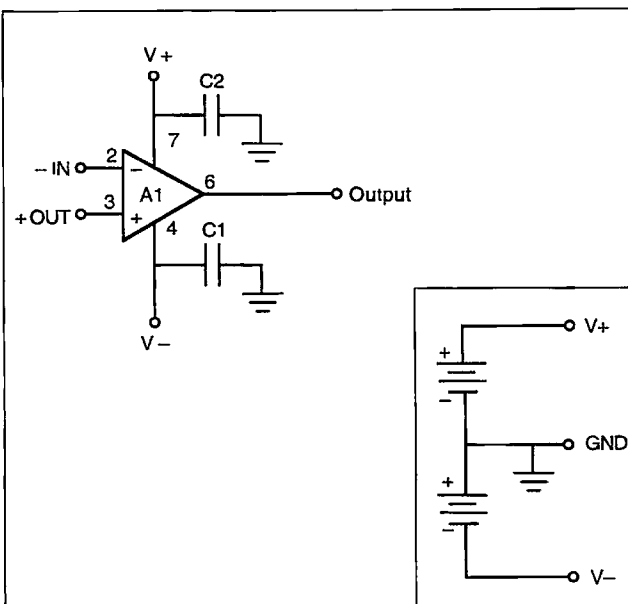 V+
C2
7
-IN
2
-
A1
6
Output
+OUT
3
+
4
C1
V-
+
-
V+
GND
+
-
V-